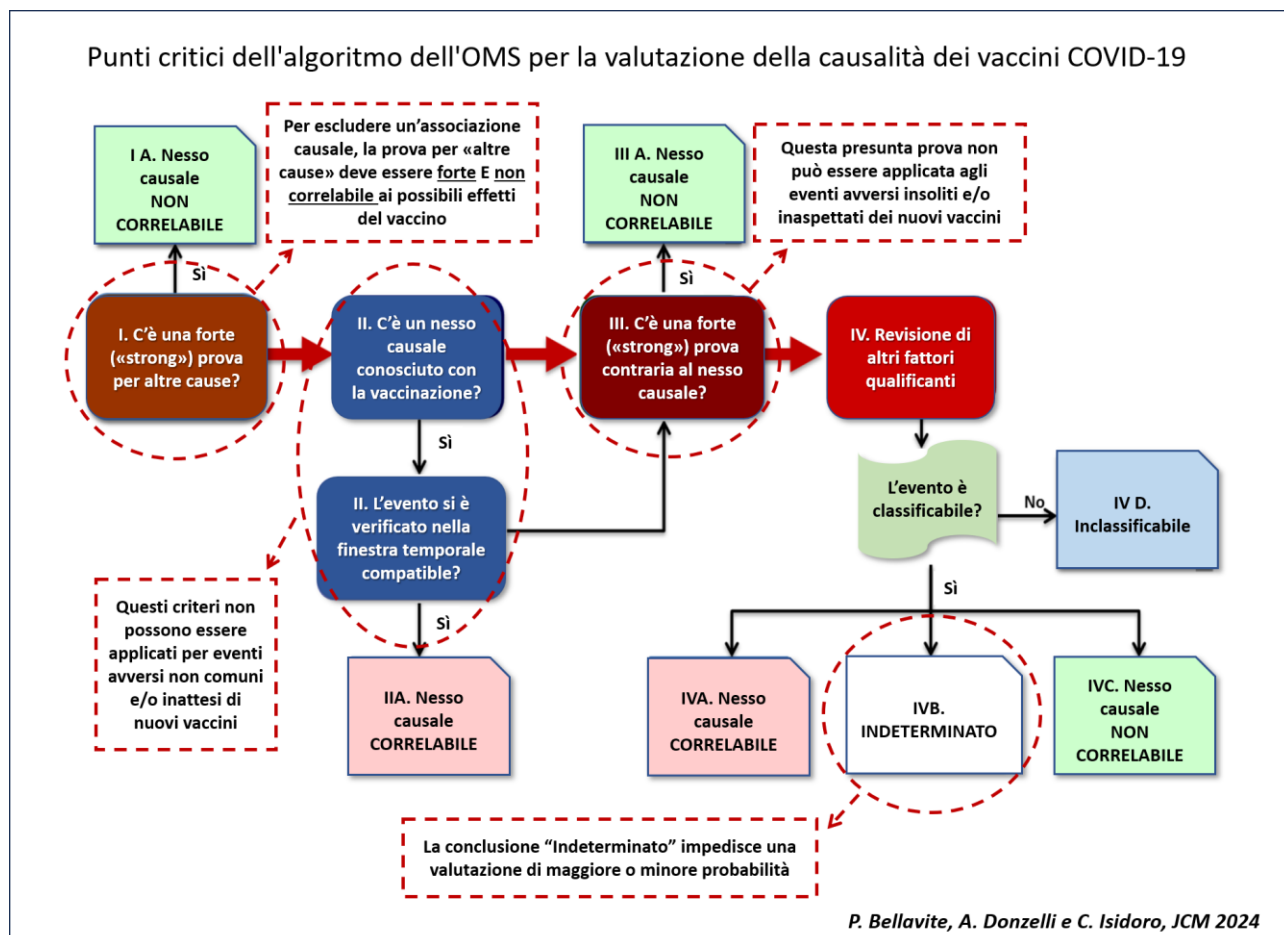 Punti critici dell'algoritmo dell'OMS per la valutazione della causalità dei vaccini COVID-19
I A. Nesso
causale
NON
CORRELABILE
Per escludere un'associazione
causale, la prova per «altre
cause» deve essere forte E non
correlabile ai possibili effetti
del vaccino
III A. Nesso
causale
NON
CORRELABILE
Questa presunta prova non
può essere applicata agli
eventi avversi insoliti e/o
inaspettati dei nuovi vaccini
Sì
Sì
I. C'è una forte
(«strong») prova
per altre cause?
II. C'è un nesso
causale
conosciuto con
la vaccinazione?
III. C'è una forte
(«strong») prova
contraria al nesso
causale?
IV. Revisione di
altri fattori
qualificanti
Sì
II. L'evento si è
verificato nella
finestra temporale
compatible?
L'evento è
classificabile?
No
IV D.
Inclassificabile
Sì
Sì
Questi criteri non
possono essere
applicati per eventi
avversi non comuni
e/o inattesi di
nuovi vaccini
IIA. Nesso
causale
CORRELABILE
IVA. Nesso
causale
CORRELABILE
IVB.
INDETERMINATO
IVC. Nesso
causale
NON
CORRELABILE
La conclusione "Indeterminato" impedisce una
valutazione di maggiore o minore probabilità
P. Bellavite, A. Donzelli e C. Isidoro, JCM 2024